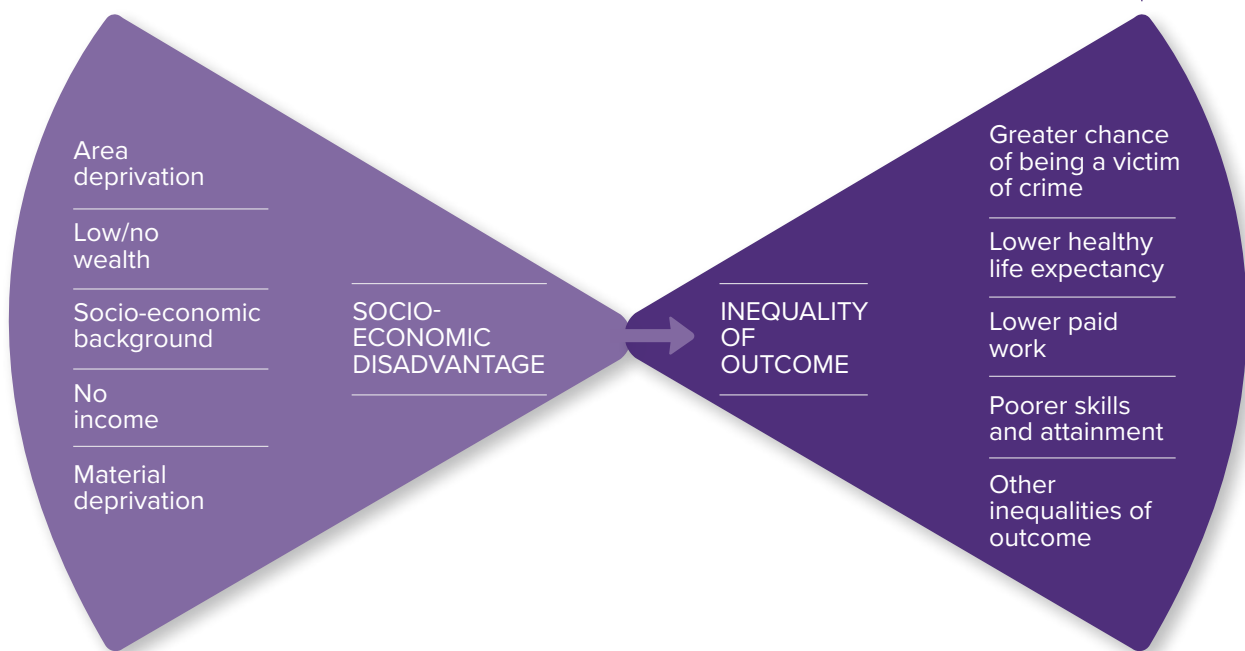 Area
deprivation
Low/no
wealth
Socio-economic
background
No
income
Material
deprivation
SOCIO-
ECONOMIC
DISADVANTAGE
INEQUALITY
OF
OUTCOME
Greater chance
of being a victim
of crime
Lower healthy
life expectancy
Lower paid
work
Poorer skills
and attainment
Other
inequalities of
outcome